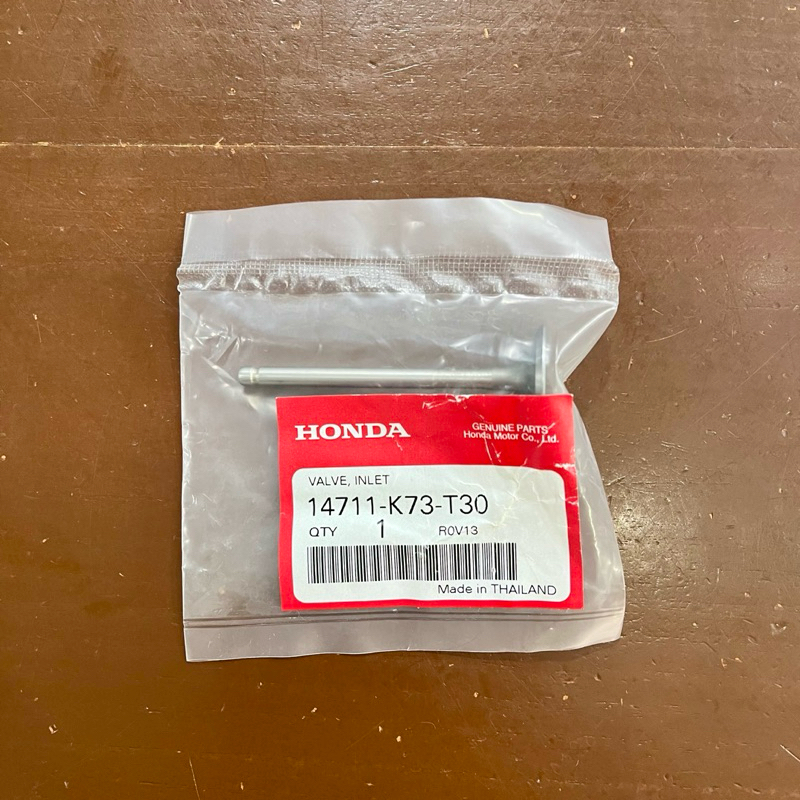 HONDA
GENUINE PARTS
Honda Motor Co., Ltd.
VALVE, INLET
14711-K73-T30
QTY 1 R0V13
Made in THAILAND